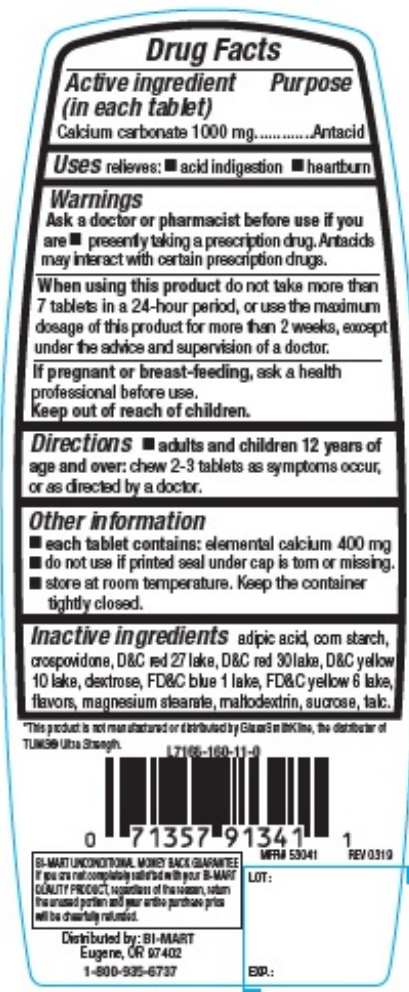 Drug Facts
Active ingredient Purpose
(in each tablet)
Calcium carbonate 1000 mg............Antacid
Uses relieves: ■ acid indigestion ■ heartburn
Warnings
Ask a doctor or pharmacist before use if you
are ■ presently taking a prescription drug. Antacids
may interact with certain prescription drugs.
When using this product do not take more than
7 tablets in a 24-hour period, or use the maximum
dosage of this product for more than 2 weeks, except
under the advice and supervision of a doctor.
If pregnant or breast-feeding, ask a health
professional before use.
Keep out of reach of children.
Directions ■ adults and children 12 years of
age and over: chew 2-3 tablets as symptoms occur,
or as directed by a doctor.
Other information
■ each tablet contains: elemental calcium 400 mg
■ do not use if printed seal under cap is torn or missing.
■ store at room temperature. Keep the container
tightly closed.
Inactive ingredients adipic acid, corn starch,
crospovidone, D&C red 27 lake, D&C red 30 lake, D&C yellow
10 lake, dextrose, FD&C blue 1 lake, FD&C yellow 6 lake,
flavors, magnesium stearate, maltodextrin, sucrose, talc.
*This product is not manufactured or distributed by GlaxoSmithKline, the distributor of
TUMS® Ultra Strength.
L7165-160-11-0
0 71357 91341 1
MFR# 53041 REV 0319
BI-MART UNCONDITIONAL MONEY BACK GUARANTEE
If you are not completely satisfied with your BI-MART
QUALITY PRODUCT, regardless of the reason, return
the unused portion and your entire purchase price
will be cheerfully refunded.
Distributed by: BI-MART
Eugene, OR 97402
1-800-935-6737
LOT:
EXP.: